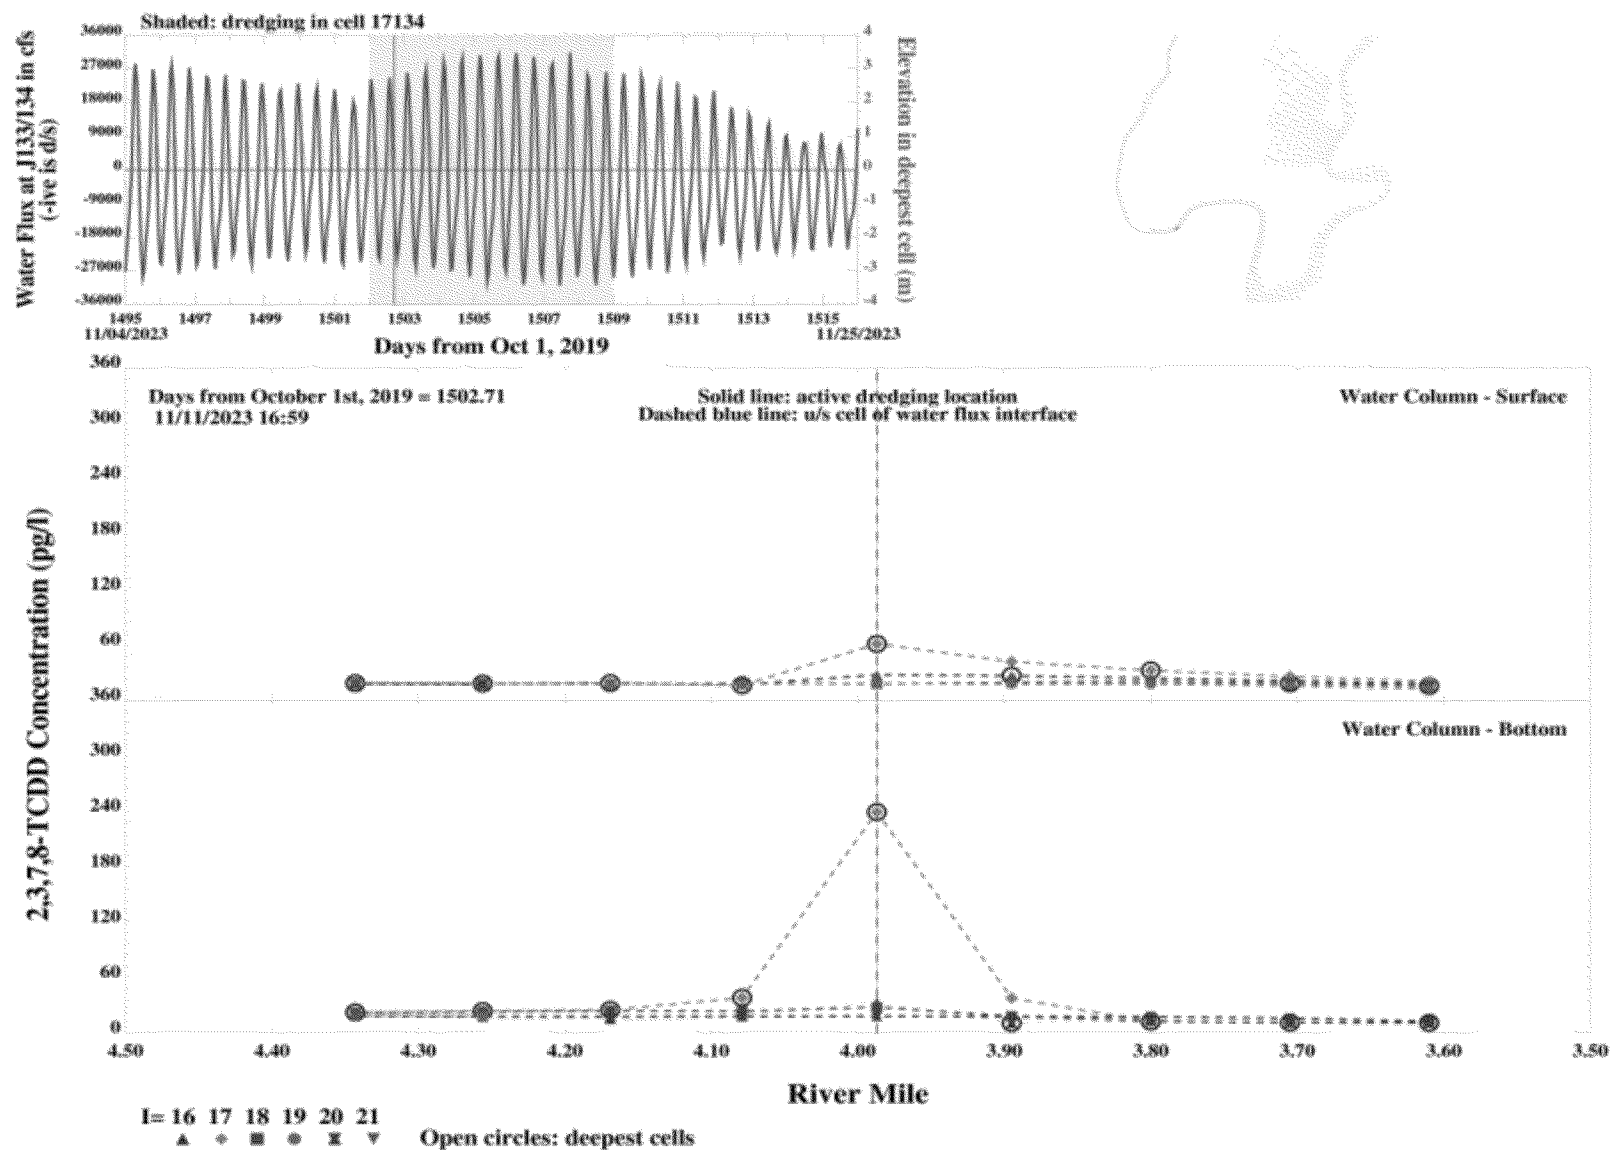 Shaded: dredging in cell 17134
Water Flux at J133/134 in cfs
(-ive is d/s)
36000
27000
18000
9000
0
-9000
-18000
-27000
-36000
4
3
2
1
0
-1
-2
-3
-4
Elevation in deepest cell (m)
1495 1497 1499 1501 1503 1505 1507 1509 1511 1513 1515
11/04/2023 11/25/2023
Days from Oct 1, 2019
Days from October 1st, 2019 = 1502.71
11/11/2023 16:59
Solid line: active dredging location
Dashed blue line: u/s cell of water flux interface
Water Column - Surface
360
300
240
180
120
60
2,3,7,8-TCDD Concentration (pg/l)
Water Column - Bottom
360
300
240
180
120
60
0
4.50 4.40 4.30 4.20 4.10 4.00 3.90 3.80 3.70 3.60 3.50
River Mile
I= 16 17 18 19 20 21
Open circles: deepest cells